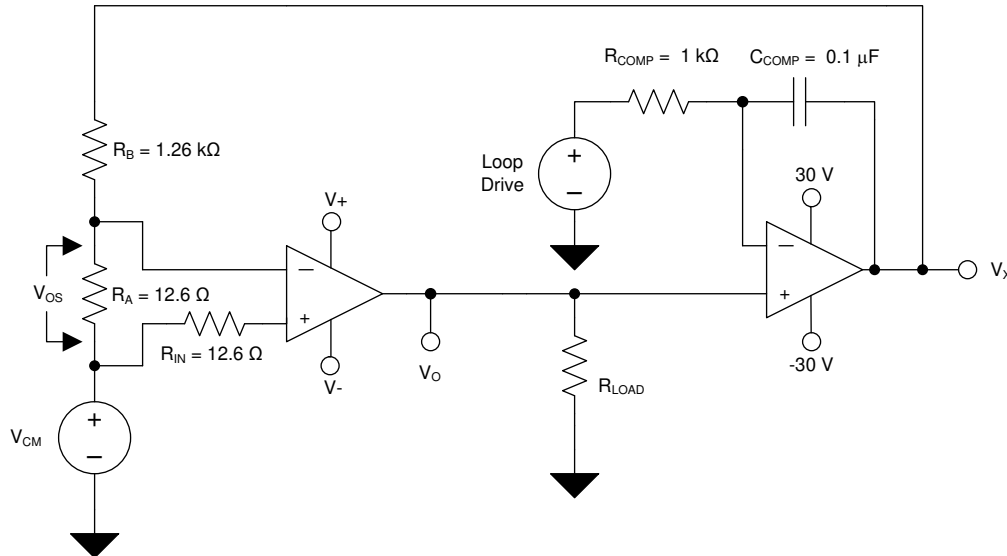 R_COMP = 1 kΩ
C_COMP = 0.1 μF
R_B = 1.26 kΩ
Loop
Drive
30 V
V+
V_OS
R_A = 12.6 Ω
V_X
R_IN = 12.6 Ω
V-
V_O
-30 V
R_LOAD
V_CM